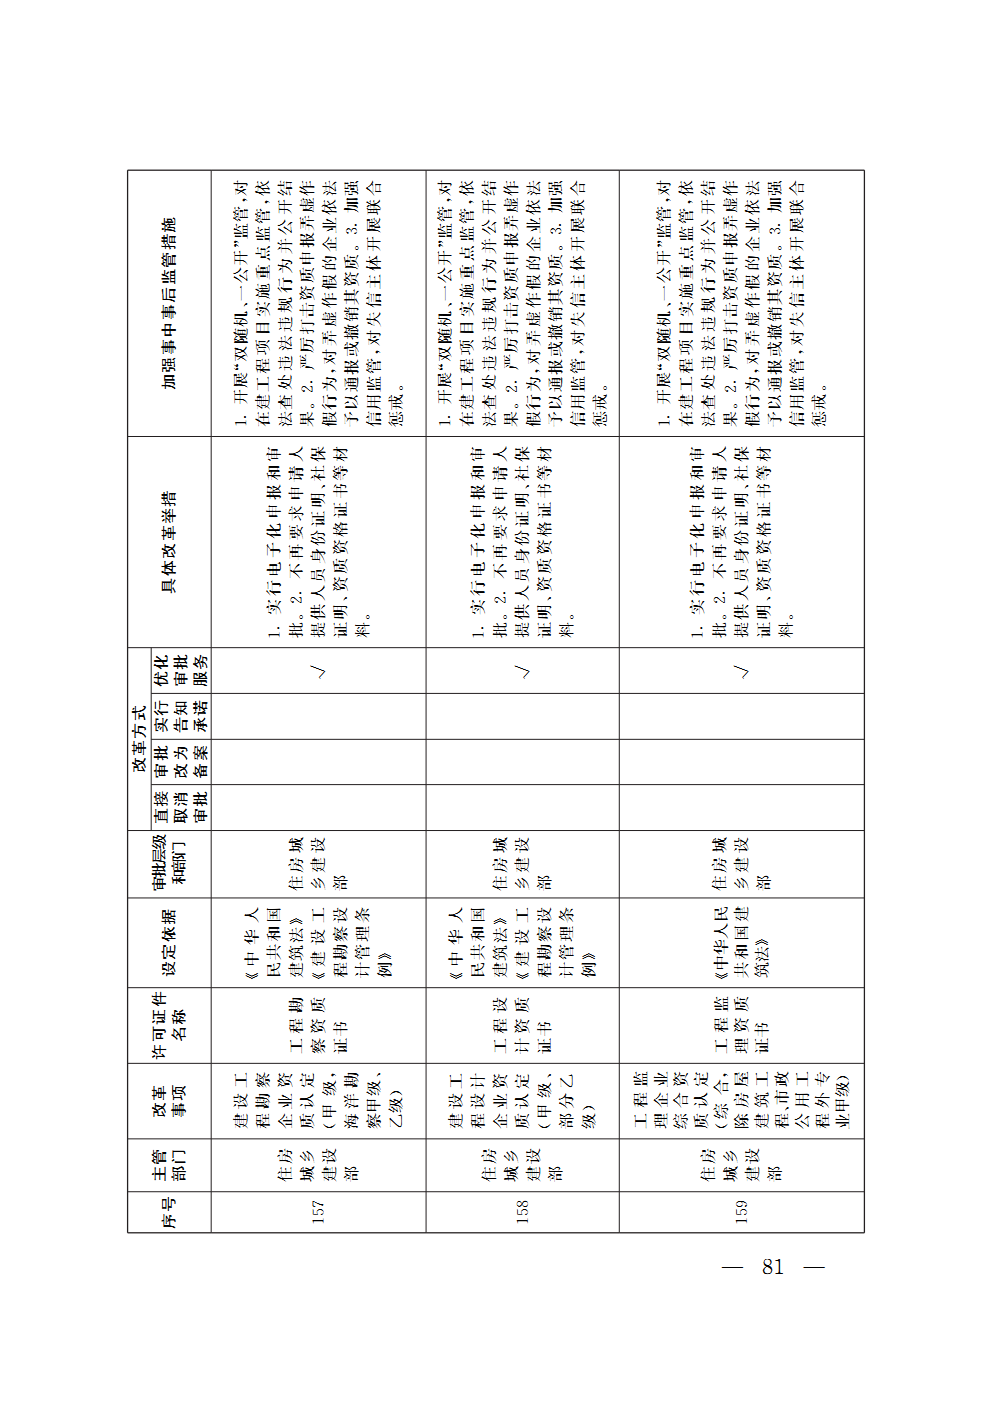 序号
主管
部门
改革
事项
许可证件
名称
设定依据
审批层级
和部门
改革方式
直接
取消
审批
审批
改为
备案
实行
告知
承诺
优化
审批
服务
具体改革举措
加强事中事后监管措施
157
住房
城乡
建设
部
建设工
程勘察
企业资
质认定
（甲级，
海洋勘
察甲级、
乙级）
工程勘
察资质
证书
《中华人
民共和国
建筑法》
《建设工
程勘察设
计管理条
例》
住房城
乡建设
部
√
1. 实行电子化申报和审
批。2. 不再要求申请人
提供人员身份证明、社保
证明、资质资格证书等材
料。
1. 开展“双随机、一公开”监管，对
在建工程项目实施重点监管，依
法查处违法违规行为并公开结
果。2. 严厉打击资质申报弄虚作
假行为，对弄虚作假的企业依法
予以通报或撤销其资质。3. 加强
信用监管，对失信主体开展联合
惩戒。
158
住房
城乡
建设
部
建设工
程设计
企业资
质认定
（甲级、
部分乙
级）
工程设
计资质
证书
《中华人
民共和国
建筑法》
《建设工
程勘察设
计管理条
例》
住房城
乡建设
部
√
1. 实行电子化申报和审
批。2. 不再要求申请人
提供人员身份证明、社保
证明、资质资格证书等材
料。
1. 开展“双随机、一公开”监管，对
在建工程项目实施重点监管，依
法查处违法违规行为并公开结
果。2. 严厉打击资质申报弄虚作
假行为，对弄虚作假的企业依法
予以通报或撤销其资质。3. 加强
信用监管，对失信主体开展联合
惩戒。
159
住房
城乡
建设
部
工程监
理企业
综合资
质认定
（综合，
除房屋
建筑工
程、市政
公用工
程外专
业甲级）
工程监
理资质
证书
《中华人民
共和国建
筑法》
住房城
乡建设
部
√
1. 实行电子化申报和审
批。2. 不再要求申请人
提供人员身份证明、社保
证明、资质资格证书等材
料。
1. 开展“双随机、一公开”监管，对
在建工程项目实施重点监管，依
法查处违法违规行为并公开结
果。2. 严厉打击资质申报弄虚作
假行为，对弄虚作假的企业依法
予以通报或撤销其资质。3. 加强
信用监管，对失信主体开展联合
惩戒。
— 81 —